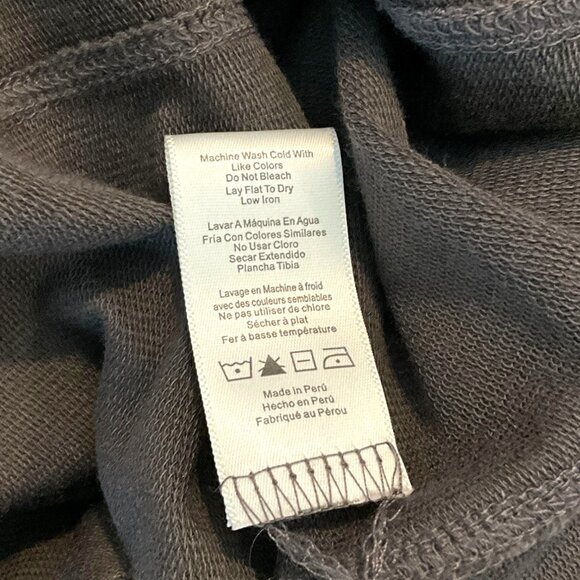 Machine Wash Cold With
Like Colors
Do Not Bleach
Lay Flat To Dry
Low Iron
Lavar A Máquina En Agua
Fría Con Colores Similares
No Usar Cloro
Secar Extendido
Plancha Tibia
Lavage en Machine à froid
avec des couleurs semblables
Ne pas utiliser de chlore
Sécher à plat
Fer à basse température
Made in Perú
Hecho en Perú
Fabriqué au Pérou